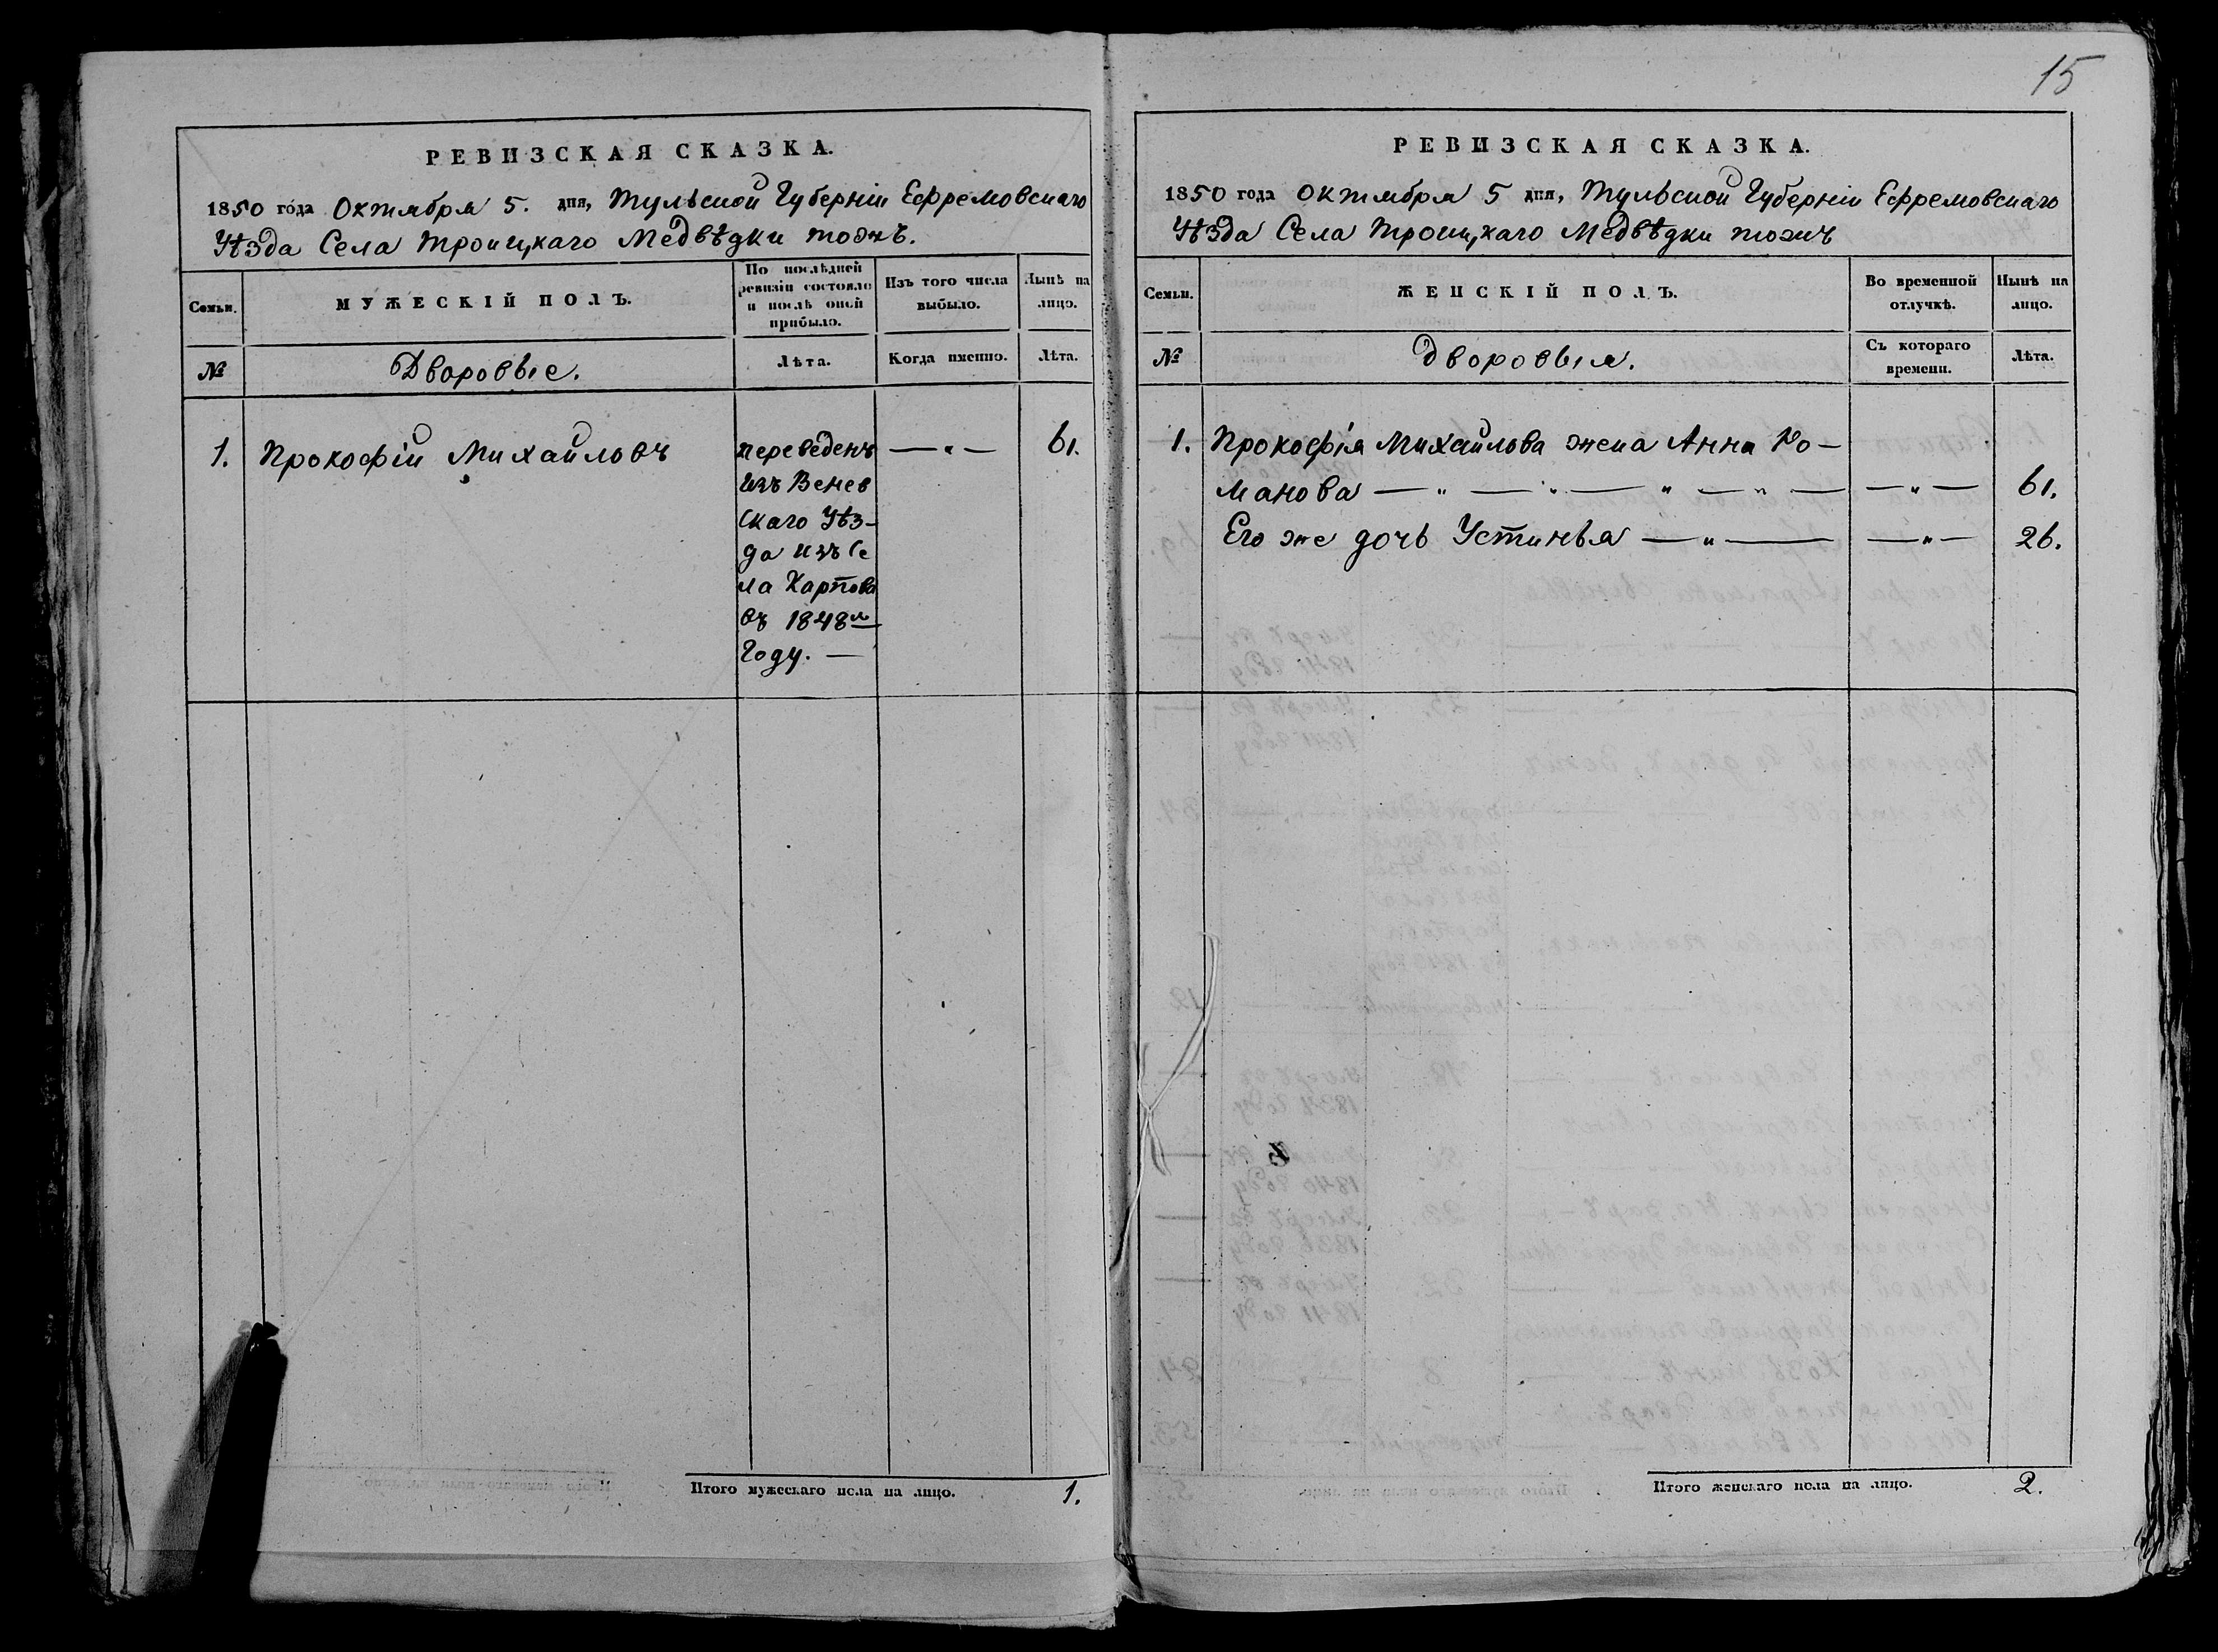 15
РЕВИЗСКАЯ СКАЗКА.
1850 года Октября 5. дня, Тульской Губерніи Ефремовскаго
Уѣзда Села Троицкаго Медвѣдки тожъ.
Семьи.
МУЖЕСКІЙ ПОЛЪ.
По послѣдней
ревизіи состояло
и послѣ оной
прибыло.
Изъ того числа
выбыло.
Нынѣ на
лицо.
№
Дворовые.
Лѣта.
Когда именно.
Лѣта.
1. Прокофій Михайловъ
переведенъ — " — 61.
изъ Венев
скаго Уѣз-
да изъ Се
ла Харпова
въ 1848м
Году. —
Итого мужескаго пола на лицо. 1.
РЕВИЗСКАЯ СКАЗКА.
1850 года Октября 5 дня, Тульской Губерніи Ефремовскаго
Уѣзда Села Троицкаго Медвѣдки тожъ
Семьи.
ЖЕНСКІЙ ПОЛЪ.
Во временной
отлучкѣ.
Нынѣ на
лицо.
№
Дворовыя.
Съ котораго
времени.
Лѣта.
1. Прокофія Михайлова жена Анна Ро-
манова — " — " — " — " — — " — 61.
Его же дочь Устинья — " — — " — 26.
Итого женскаго пола на лицо. 2.